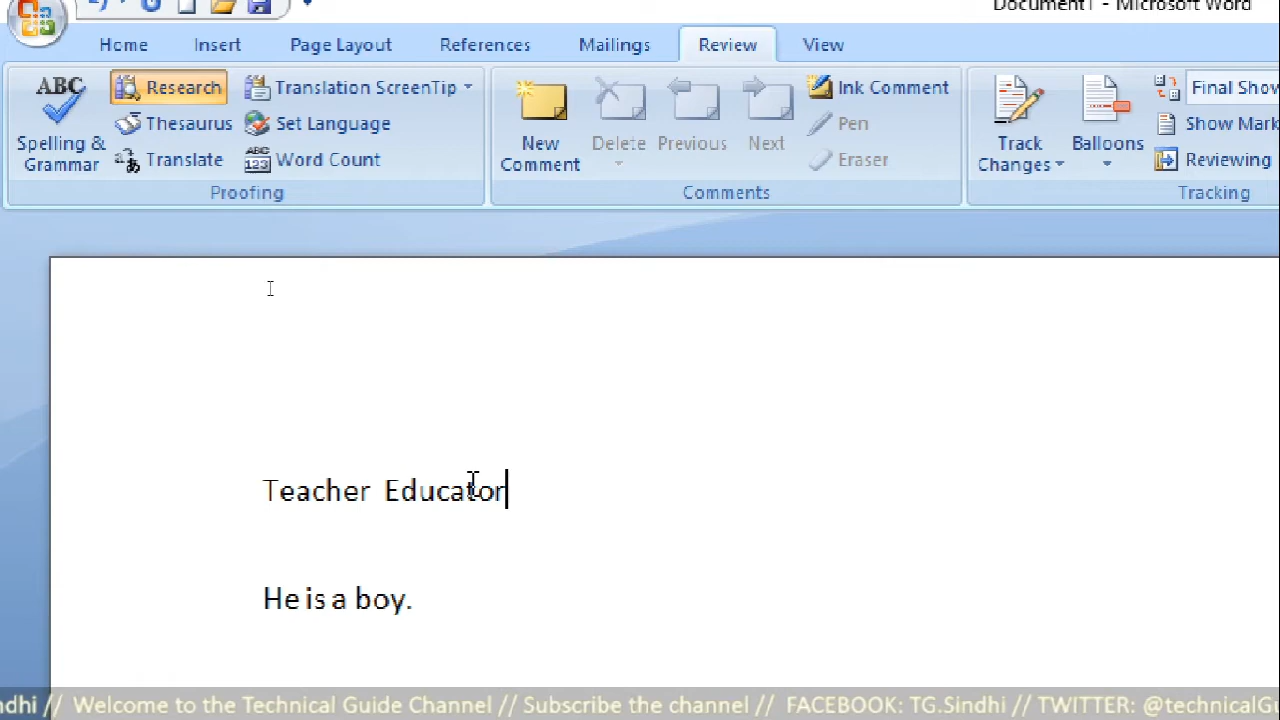 Document1 - Microsoft Word
Home Insert Page Layout References Mailings Review View
ABC Spelling & Grammar
Research
Thesaurus
Translate
Translation ScreenTip
Set Language
ABC 123 Word Count
Proofing
New Comment
Delete
Previous
Next
Ink Comment
Pen
Eraser
Comments
Track Changes
Balloons
Final Show
Show Mark
Reviewing
Tracking
Teacher Educator
He is a boy.
ndhi // Welcome to the Technical Guide Channel // Subscribe the channel // FACEBOOK: TG.Sindhi // TWITTER: @technicalGu